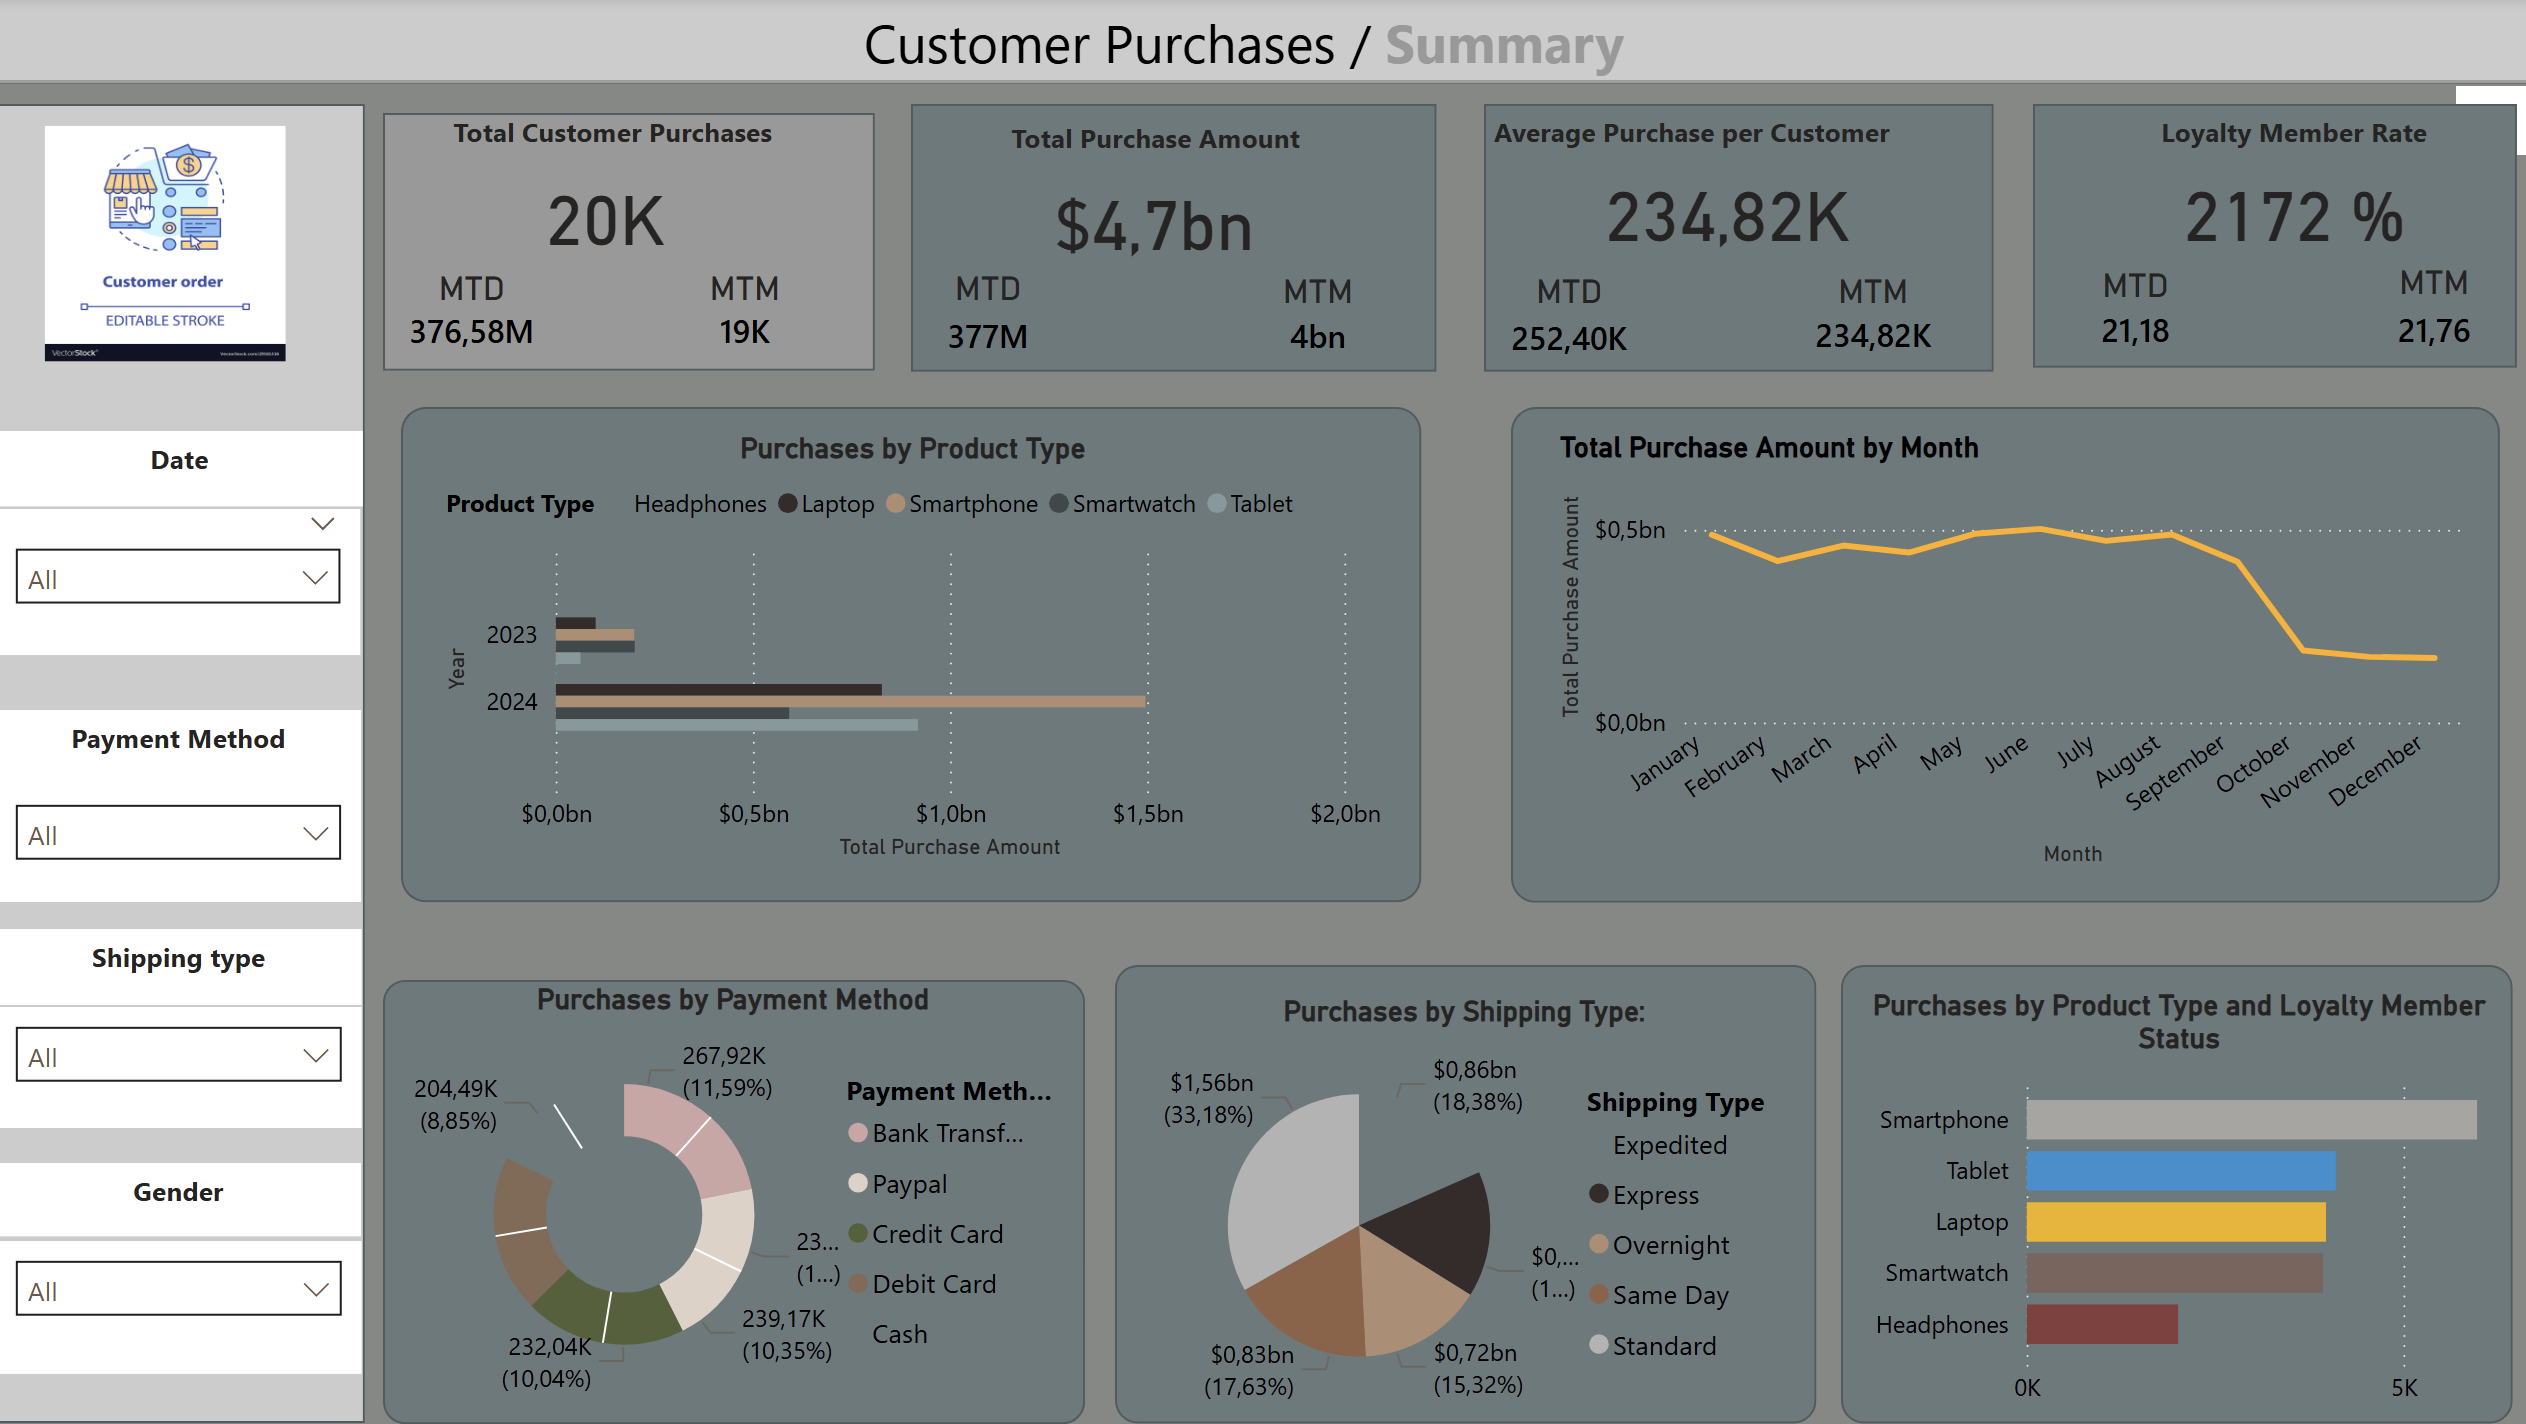 Customer Purchases / Summary
Customer order
EDITABLE STROKE
VectorStock
Date
All
Payment Method
All
Shipping type
All
Gender
All
Total Customer Purchases
20K
MTD
MTM
376,58M
19K
Total Purchase Amount
$4,7bn
MTD
MTM
377M
4bn
Average Purchase per Customer
234,82K
MTD
MTM
252,40K
234,82K
Loyalty Member Rate
2172 %
MTD
MTM
21,18
21,76
Purchases by Product Type
Product Type Headphones Laptop Smartphone Smartwatch Tablet
Year
2023
2024
$0,0bn $0,5bn $1,0bn $1,5bn $2,0bn
Total Purchase Amount
Total Purchase Amount by Month
Total Purchase Amount
$0,5bn
$0,0bn
January February March April May June July August September October November December
Month
Purchases by Payment Method
267,92K
(11,59%)
204,49K
(8,85%)
23...
(1...)
239,17K
(10,35%)
232,04K
(10,04%)
Payment Meth...
Bank Transf...
Paypal
Credit Card
Debit Card
Cash
Purchases by Shipping Type:
$1,56bn
(33,18%)
$0,86bn
(18,38%)
$0,...
(1...)
$0,83bn
(17,63%)
$0,72bn
(15,32%)
Shipping Type
Expedited
Express
Overnight
Same Day
Standard
Purchases by Product Type and Loyalty Member
Status
Smartphone
Tablet
Laptop
Smartwatch
Headphones
0K 5K